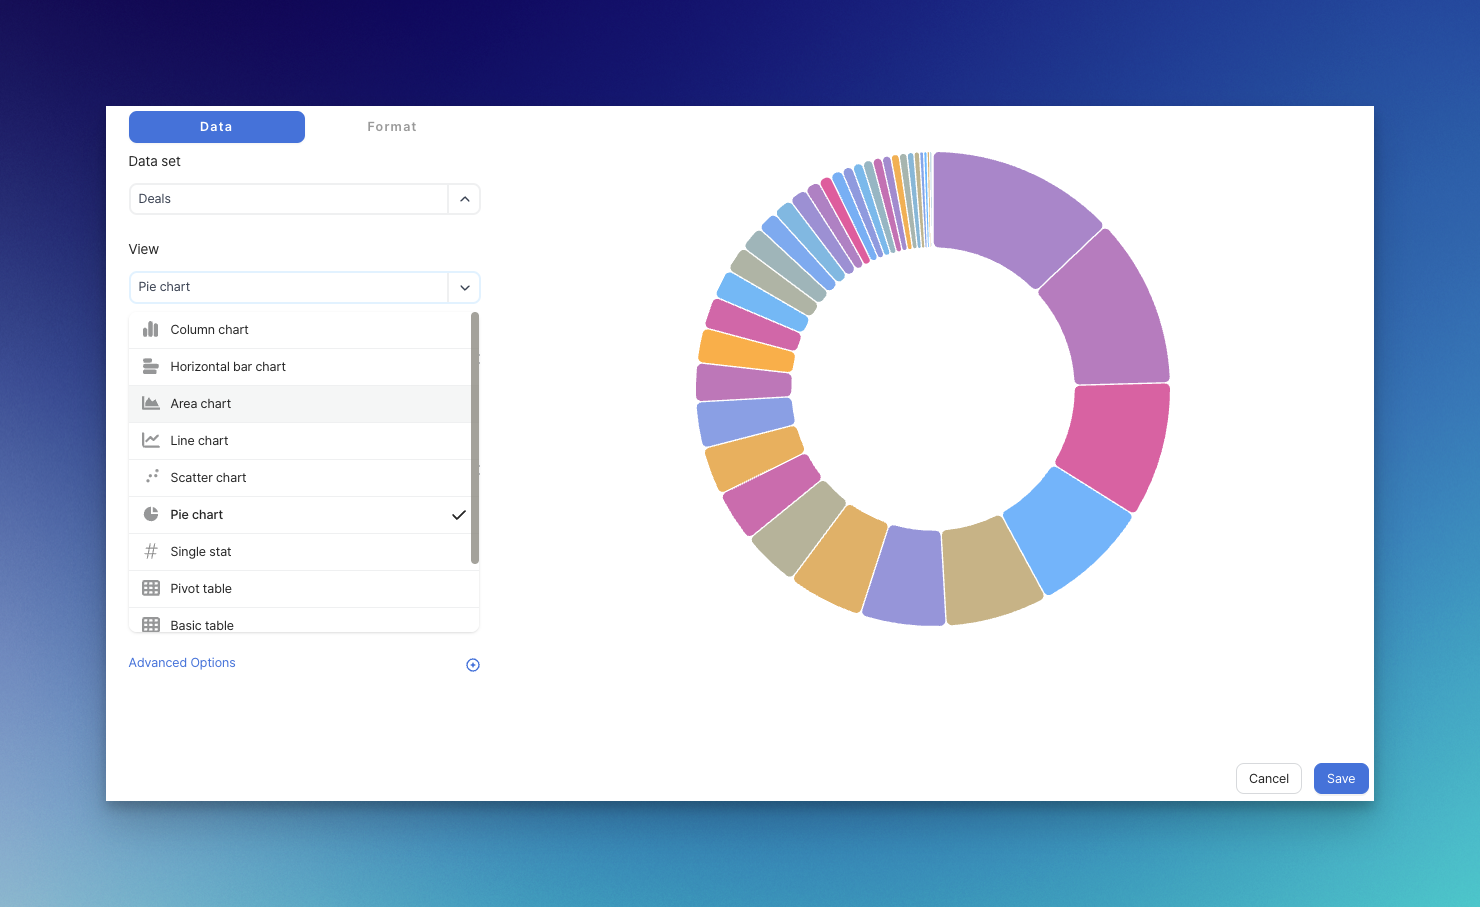 Data
Format
Data set
Deals
View
Pie chart
Column chart
Horizontal bar chart
Area chart
Line chart
Scatter chart
Pie chart
Single stat
Pivot table
Basic table
Advanced Options
Cancel
Save